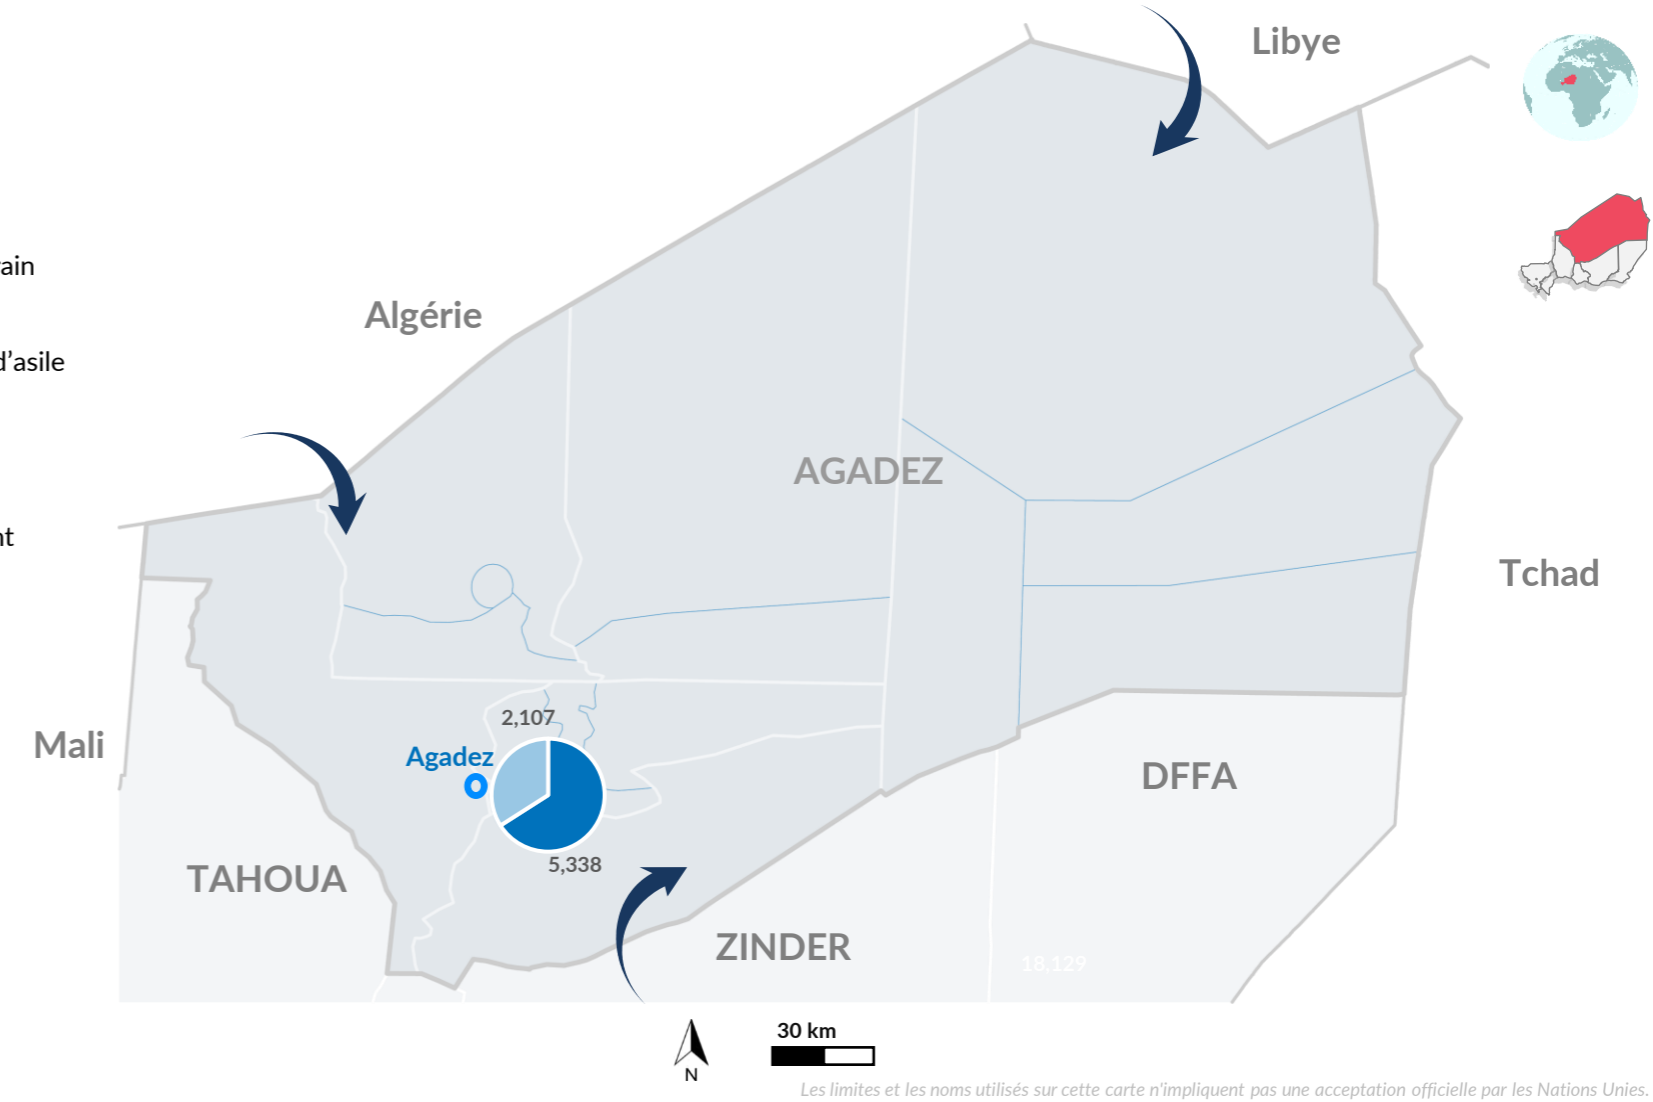 Libye
ain
Algérie
d’asile
AGADEZ
nt
Tchad
2,107
Mali
Agadez
DFFA
5,338
TAHOUA
ZINDER
18,129
30 km
N
Les limites et les noms utilisés sur cette carte n'impliquent pas une acceptation officielle par les Nations Unies.